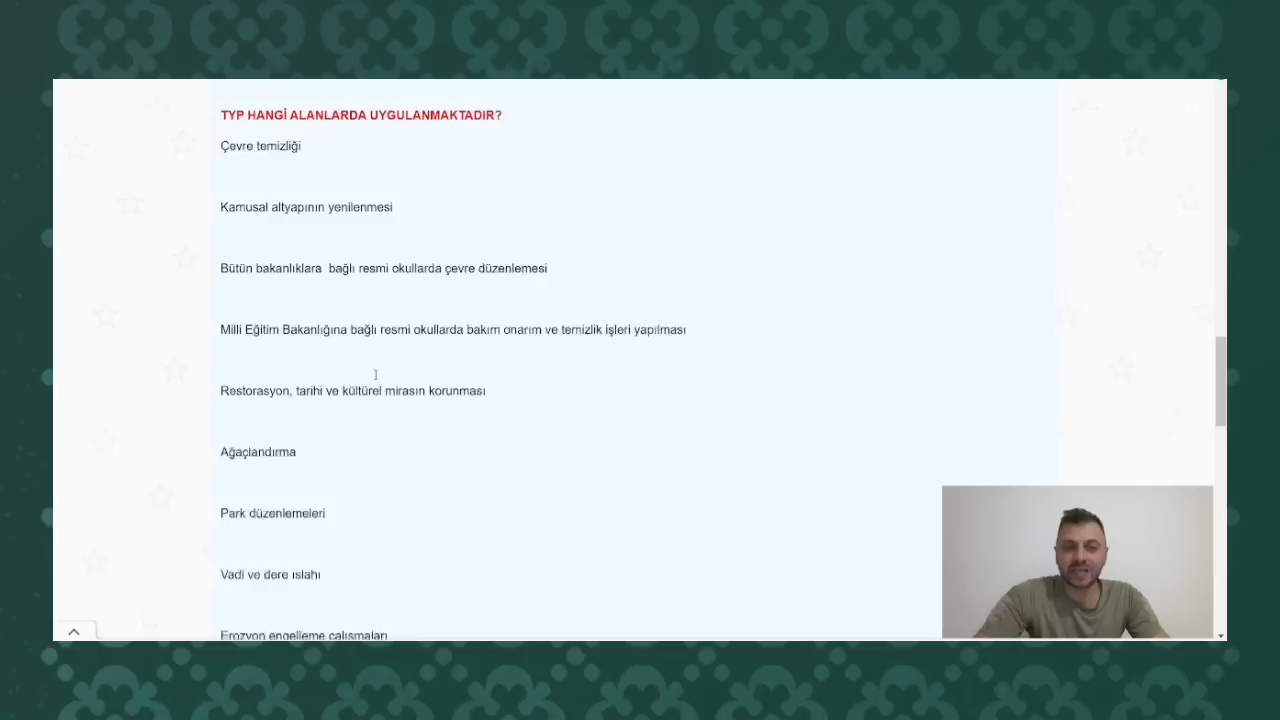 TYP HANGİ ALANLARDA UYGULANMAKTADIR?
Çevre temizliği
Kamusal altyapının yenilenmesi
Bütün bakanlıklara bağlı resmi okullarda çevre düzenlemesi
Milli Eğitim Bakanlığına bağlı resmi okullarda bakım onarım ve temizlik işleri yapılması
Restorasyon, tarihi ve kültürel mirasın korunması
Ağaçlandırma
Park düzenlemeleri
Vadi ve dere ıslahı
Erozyon engelleme çalışmaları